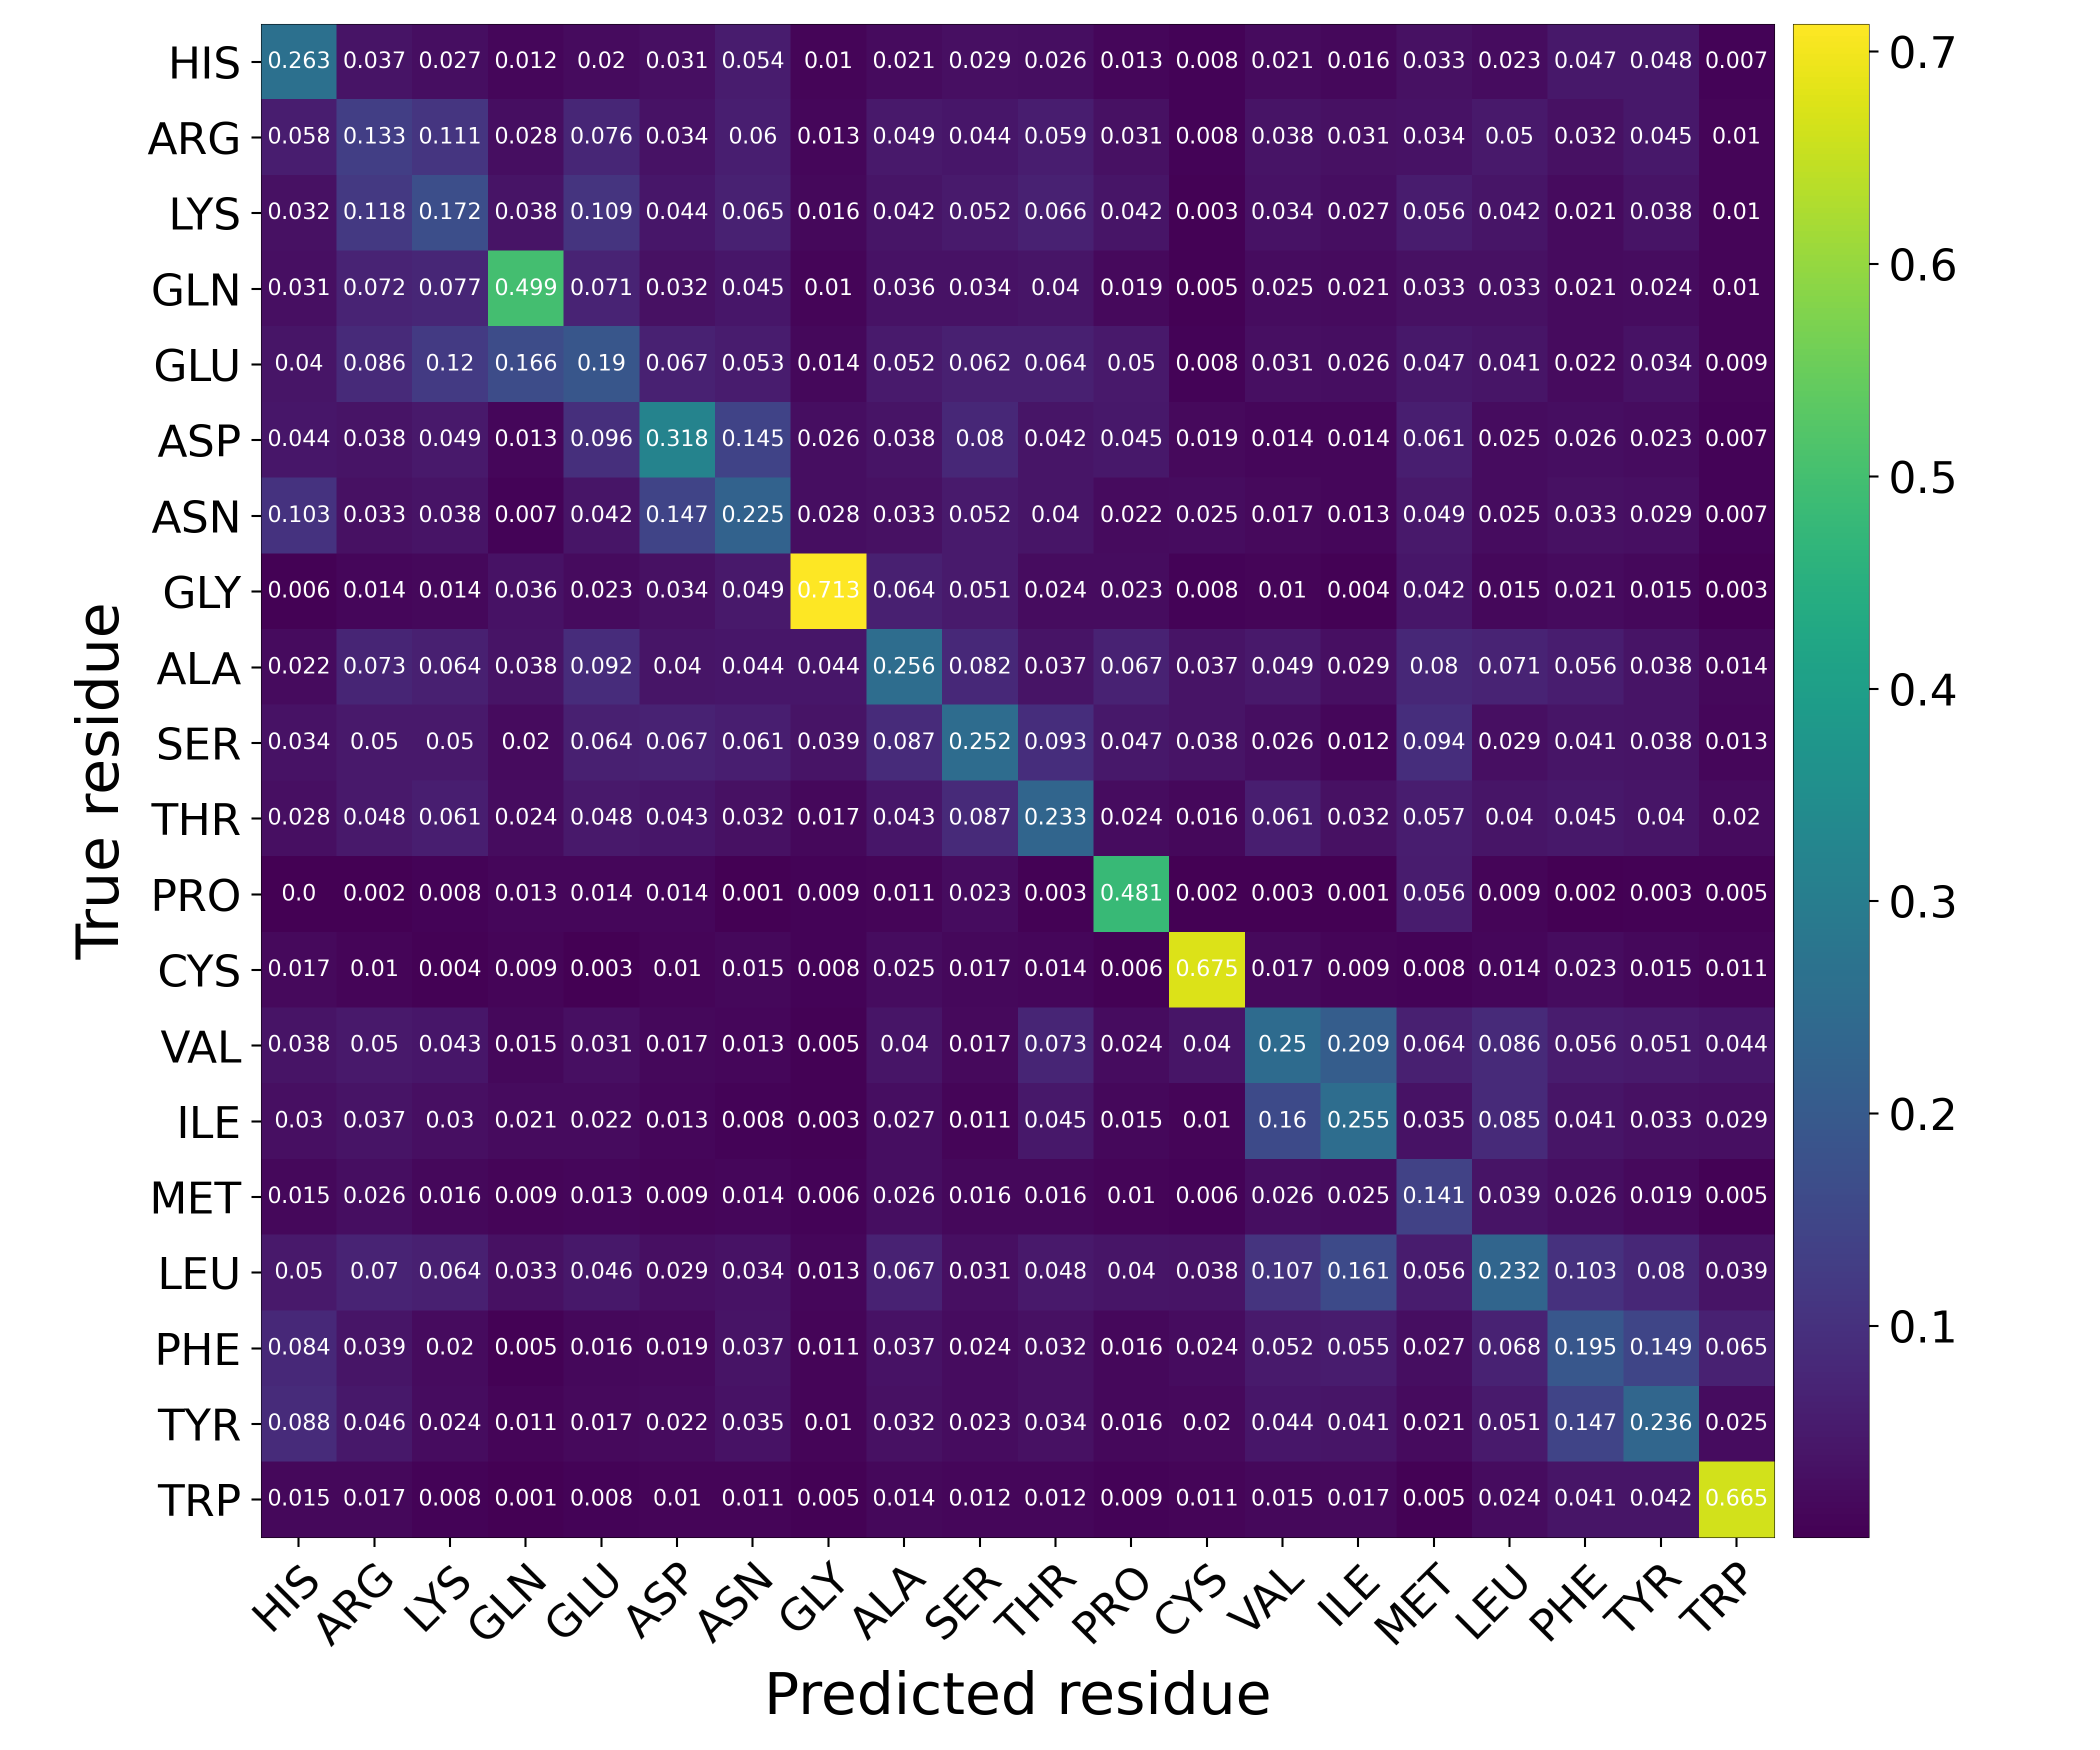 HIS 0.263 0.037 0.027 0.012 0.02 0.031 0.054 0.01 0.021 0.029 0.026 0.013 0.008 0.021 0.016 0.033 0.023 0.047 0.048 0.007 0.7
ARG 0.058 0.133 0.111 0.028 0.076 0.034 0.06 0.013 0.049 0.044 0.059 0.031 0.008 0.038 0.031 0.034 0.05 0.032 0.045 0.01
LYS 0.032 0.118 0.172 0.038 0.109 0.044 0.065 0.016 0.042 0.052 0.066 0.042 0.003 0.034 0.027 0.056 0.042 0.021 0.038 0.01
0.6
GLN 0.031 0.072 0.077 0.499 0.071 0.032 0.045 0.01 0.036 0.034 0.04 0.019 0.005 0.025 0.021 0.033 0.033 0.021 0.024 0.01
GLU 0.04 0.086 0.12 0.166 0.19 0.067 0.053 0.014 0.052 0.062 0.064 0.05 0.008 0.031 0.026 0.047 0.041 0.022 0.034 0.009
ASP 0.044 0.038 0.049 0.013 0.096 0.318 0.145 0.026 0.038 0.08 0.042 0.045 0.019 0.014 0.014 0.061 0.025 0.026 0.023 0.007
0.5
ASN 0.103 0.033 0.038 0.007 0.042 0.147 0.225 0.028 0.033 0.052 0.04 0.022 0.025 0.017 0.013 0.049 0.025 0.033 0.029 0.007
GLY 0.006 0.014 0.014 0.036 0.023 0.034 0.049 0.713 0.064 0.051 0.024 0.023 0.008 0.01 0.004 0.042 0.015 0.021 0.015 0.003
ALA 0.022 0.073 0.064 0.038 0.092 0.04 0.044 0.044 0.256 0.082 0.037 0.067 0.037 0.049 0.029 0.08 0.071 0.056 0.038 0.014
0.4
SER 0.034 0.05 0.05 0.02 0.064 0.067 0.061 0.039 0.087 0.252 0.093 0.047 0.038 0.026 0.012 0.094 0.029 0.041 0.038 0.013
True residue
THR 0.028 0.048 0.061 0.024 0.048 0.043 0.032 0.017 0.043 0.087 0.233 0.024 0.016 0.061 0.032 0.057 0.04 0.045 0.04 0.02
PRO 0.0 0.002 0.008 0.013 0.014 0.014 0.001 0.009 0.011 0.023 0.003 0.481 0.002 0.003 0.001 0.056 0.009 0.002 0.003 0.005 0.3
CYS 0.017 0.01 0.004 0.009 0.003 0.01 0.015 0.008 0.025 0.017 0.014 0.006 0.675 0.017 0.009 0.008 0.014 0.023 0.015 0.011
VAL 0.038 0.05 0.043 0.015 0.031 0.017 0.013 0.005 0.04 0.017 0.073 0.024 0.04 0.25 0.209 0.064 0.086 0.056 0.051 0.044
ILE 0.03 0.037 0.03 0.021 0.022 0.013 0.008 0.003 0.027 0.011 0.045 0.015 0.01 0.16 0.255 0.035 0.085 0.041 0.033 0.029 0.2
MET 0.015 0.026 0.016 0.009 0.013 0.009 0.014 0.006 0.026 0.016 0.016 0.01 0.006 0.026 0.025 0.141 0.039 0.026 0.019 0.005
LEU 0.05 0.07 0.064 0.033 0.046 0.029 0.034 0.013 0.067 0.031 0.048 0.04 0.038 0.107 0.161 0.056 0.232 0.103 0.08 0.039
PHE 0.084 0.039 0.02 0.005 0.016 0.019 0.037 0.011 0.037 0.024 0.032 0.016 0.024 0.052 0.055 0.027 0.068 0.195 0.149 0.065 0.1
TYR 0.088 0.046 0.024 0.011 0.017 0.022 0.035 0.01 0.032 0.023 0.034 0.016 0.02 0.044 0.041 0.021 0.051 0.147 0.236 0.025
TRP 0.015 0.017 0.008 0.001 0.008 0.01 0.011 0.005 0.014 0.012 0.012 0.009 0.011 0.015 0.017 0.005 0.024 0.041 0.042 0.665
HIS ARG LYS GLN GLU ASP ASN GLY ALA SER THR PRO CYS VAL ILE MET LEU PHE TYR TRP
Predicted residue